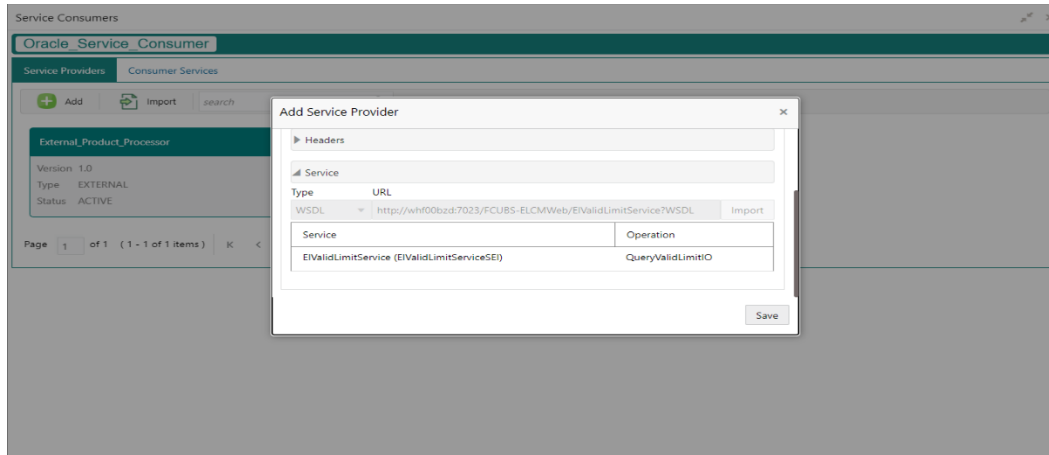 Service Consumers
Oracle_Service_Consumer
Service Providers Consumer Services
Add Import search
External_Product_Processor
Version 1.0
Type EXTERNAL
Status ACTIVE
Page 1 of 1 ( 1 - 1 of 1 items )
Add Service Provider
Headers
Service
Type URL
WSDL http://whf00bzd:7023/FCUBS-ELCMWeb/ElValidLimitService?WSDL Import
Service Operation
ElValidLimitService (ElValidLimitServiceSEI) QueryValidLimitIO
Save